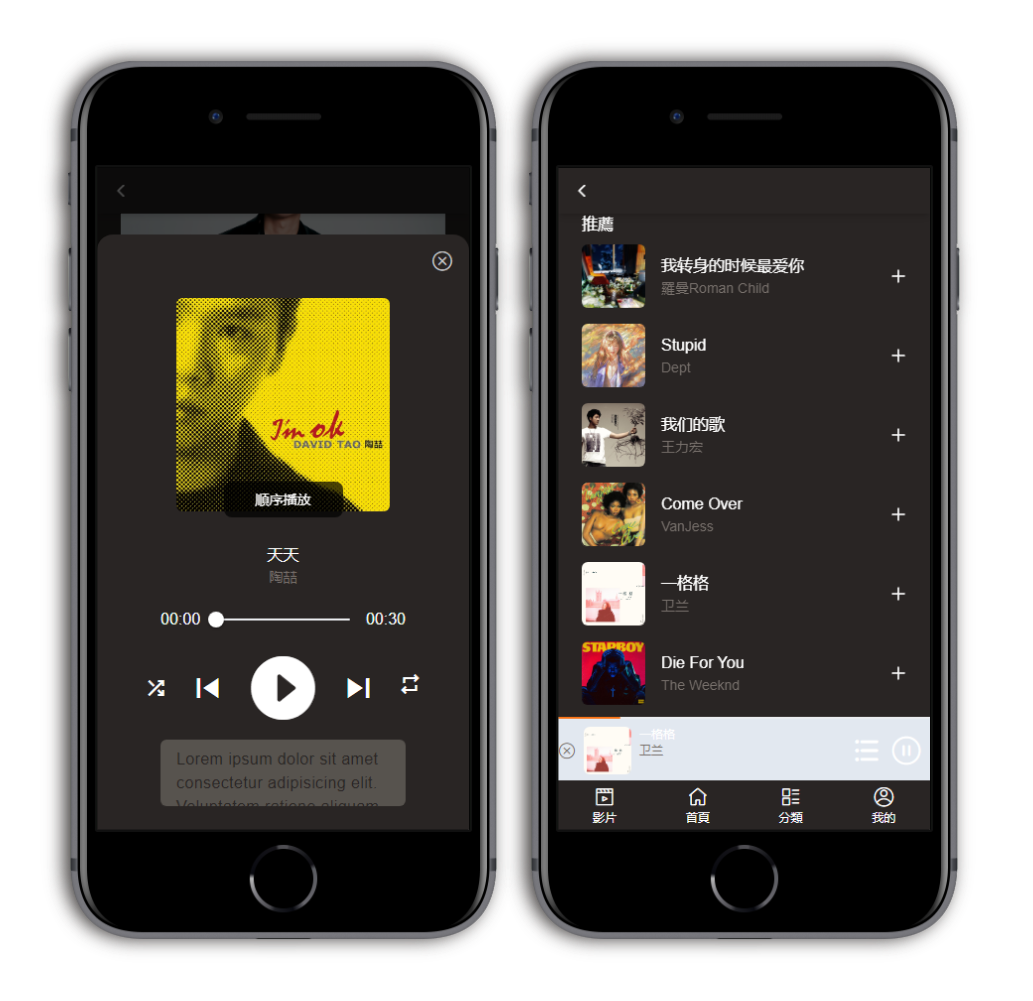 I'm ok
DAVID TAO 陶喆
顺序播放
天天
陶喆
00:00
00:30
Lorem ipsum dolor sit amet
consectetur adipisicing elit.
Voluptatem ratione aliquam
推薦
我转身的时候最爱你
羅曼Roman Child
Stupid
Dept
我们的歌
王力宏
Come Over
VanJess
一格格
卫兰
STARBOY
Die For You
The Weeknd
一格格
卫兰
影片
首頁
分類
我的